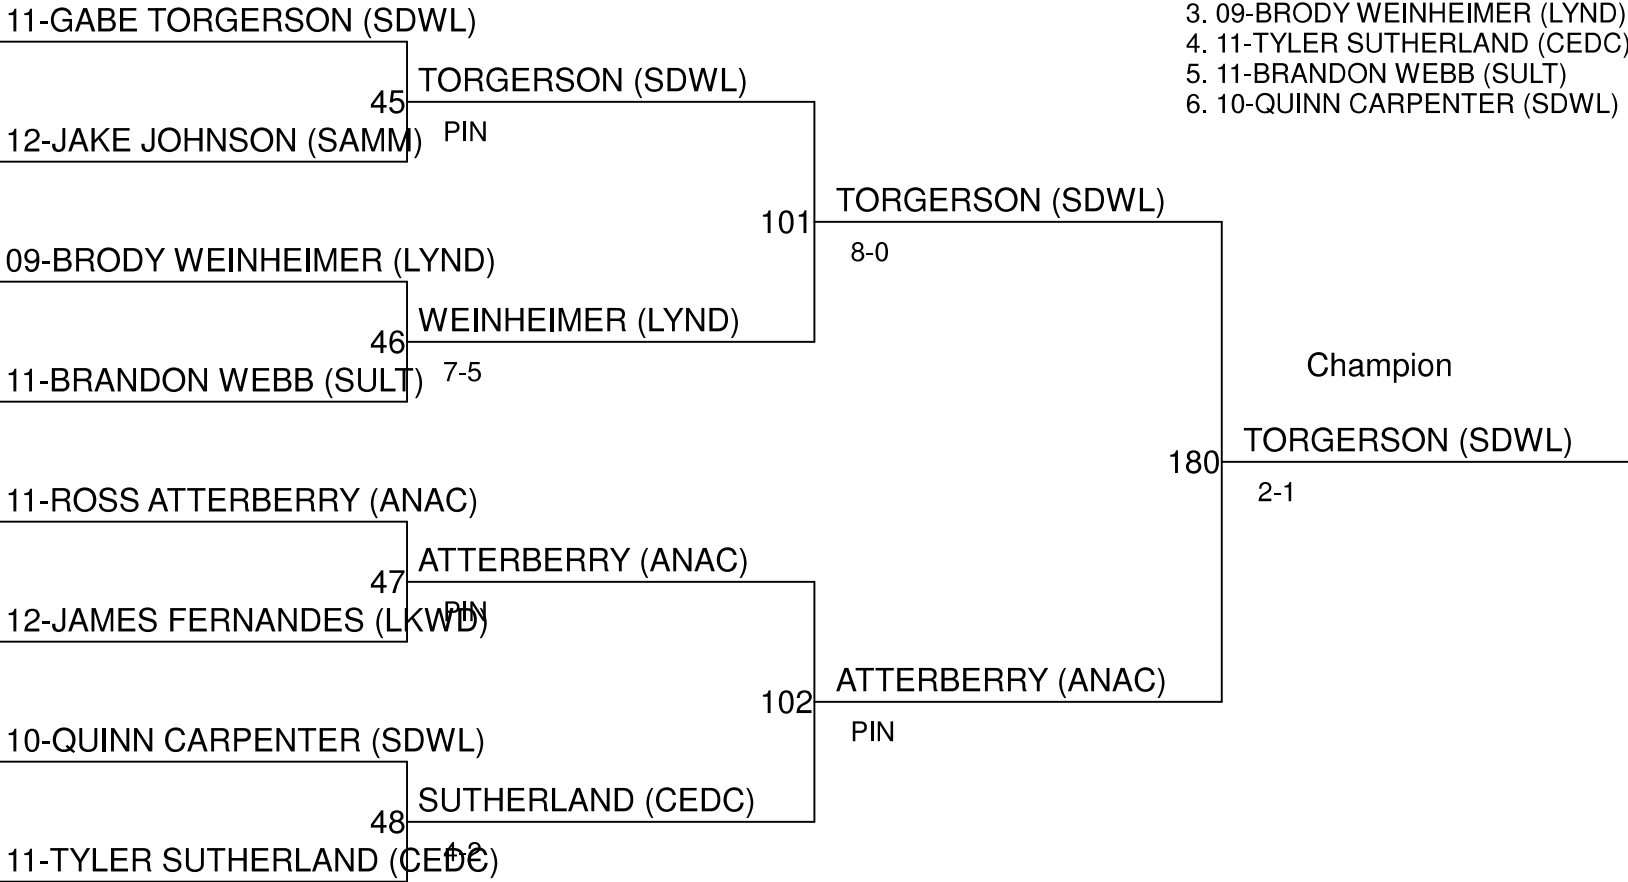 11-GABE TORGERSON (SDWL)
3. 09-BRODY WEINHEIMER (LYND)
4. 11-TYLER SUTHERLAND (CEDC)
5. 11-BRANDON WEBB (SULT)
6. 10-QUINN CARPENTER (SDWL)
TORGERSON (SDWL)
45
PIN
12-JAKE JOHNSON (SAMM)
TORGERSON (SDWL)
101
8-0
09-BRODY WEINHEIMER (LYND)
WEINHEIMER (LYND)
46
7-5
11-BRANDON WEBB (SULT)
Champion
TORGERSON (SDWL)
180
2-1
11-ROSS ATTERBERRY (ANAC)
ATTERBERRY (ANAC)
47
PIN
12-JAMES FERNANDES (LKWD)
ATTERBERRY (ANAC)
102
PIN
10-QUINN CARPENTER (SDWL)
SUTHERLAND (CEDC)
48
11-TYLER SUTHERLAND (CEDC)